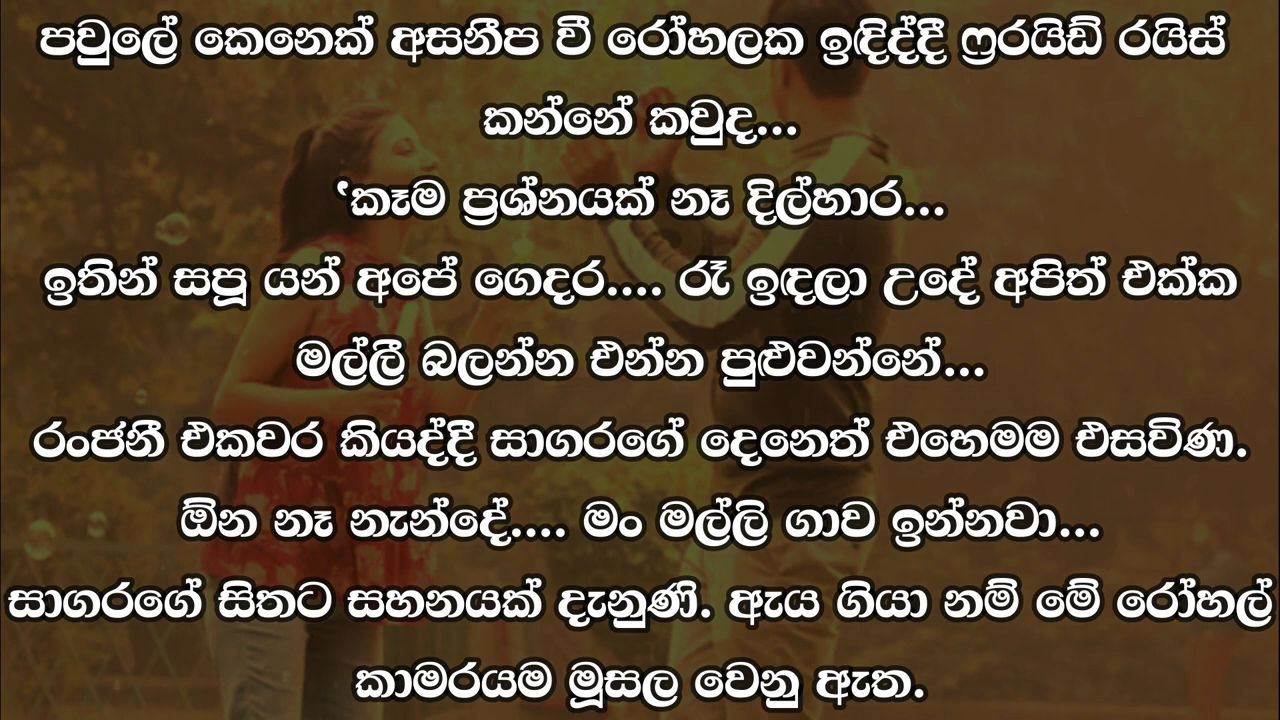 පවුලේ කෙනෙක් අසනීප වී රෝහලක ඉඳිද්දී ෆ්‍රයිඩ් රයිස්
කන්නේ කවුද...
‘කෑම ප්‍රශ්නයක් නෑ දිල්හාර...
ඉතින් සපූ යන් අපේ ගෙදර.... රෑ ඉඳලා උදේ අපිත් එක්ක
මල්ලී බලන්න එන්න පුළුවන්නේ...
රංජනී එකවර කියද්දී සාගරගේ දෙනෙත් එහෙමම එසවිණ.
ඕන නෑ නැන්දේ.... මං මල්ලි ගාව ඉන්නවා...
සාගරගේ සිතට සහනයක් දැනුණි. ඇය ගියා නම් මේ රෝහල්
කාමරයම මූසල වෙනු ඇත.